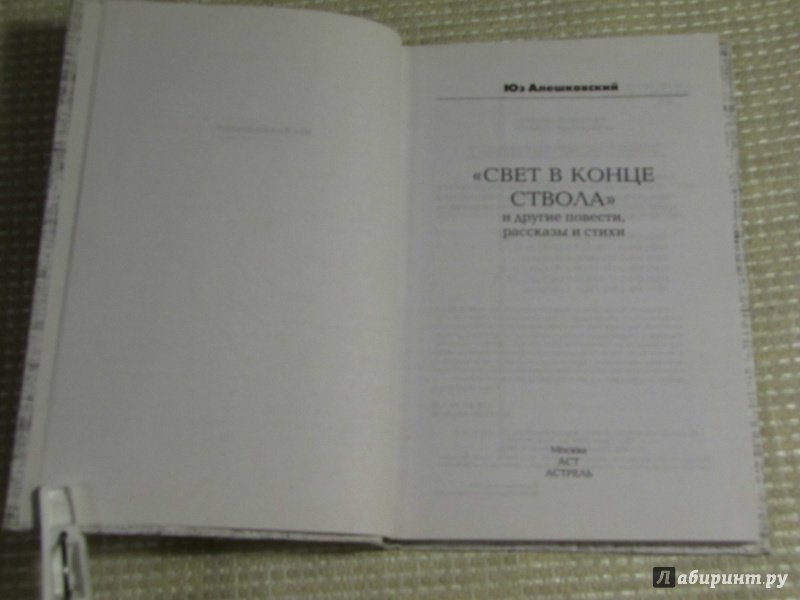 Юз Алешковский
«СВЕТ В КОНЦЕ
СТВОЛА»
и другие повести,
рассказы и стихи
Москва
АСТ
АСТРЕЛЬ
Лабиринт.ру